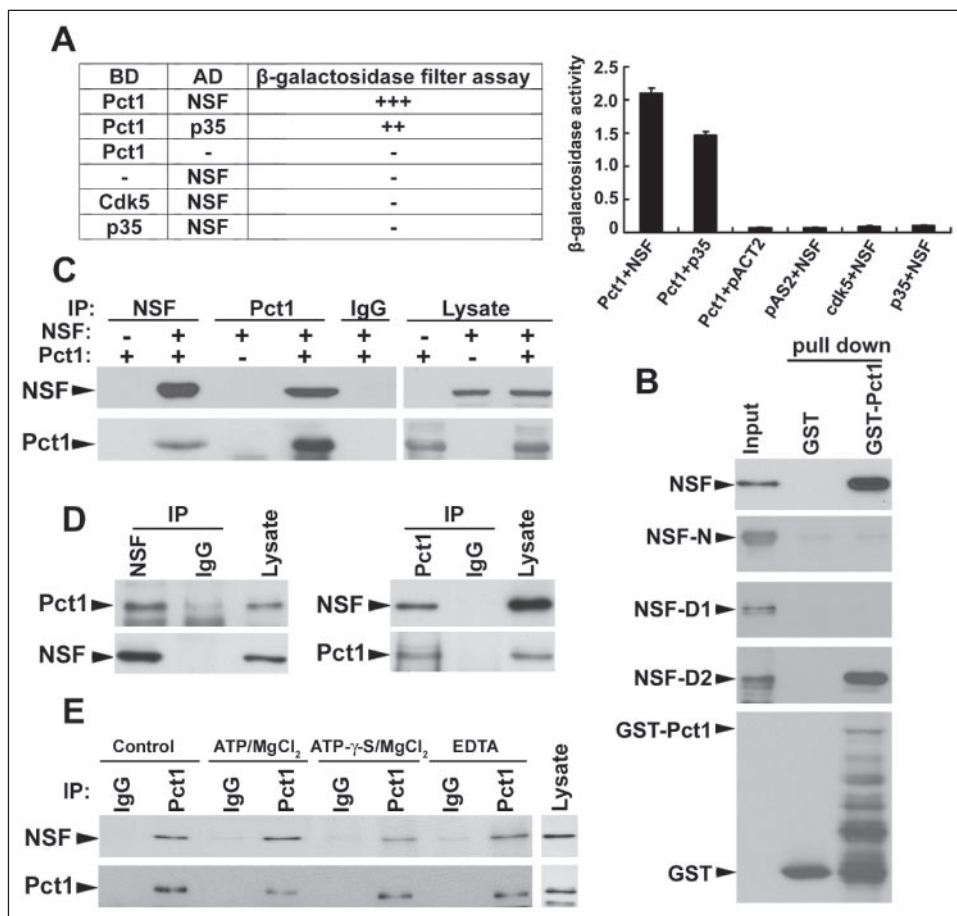 A
BD AD β-galactosidase filter assay
Pct1 NSF +++
Pct1 p35 ++
Pct1 - -
- NSF -
Cdk5 NSF -
p35 NSF -
β-galactosidase activity
2.5
2.0
1.5
1.0
0.5
0
Pct1+NSF
Pct1+p35
Pct1+pACT2
pAS2+NSF
cdk5+NSF
p35+NSF
C
IP: NSF Pct1 IgG Lysate
NSF: - + + + + - + +
Pct1: + + - + + + - +
NSF
Pct1
B
pull down
Input GST GST-Pct1
NSF
NSF-N
NSF-D1
NSF-D2
GST-Pct1
GST
D
IP
NSF IgG Lysate
Pct1
NSF
IP
Pct1 IgG Lysate
NSF
Pct1
E
Control ATP/MgCl₂ ATP-γ-S/MgCl₂ EDTA
IP: IgG Pct1 IgG Pct1 IgG Pct1 IgG Pct1 Lysate
NSF
Pct1